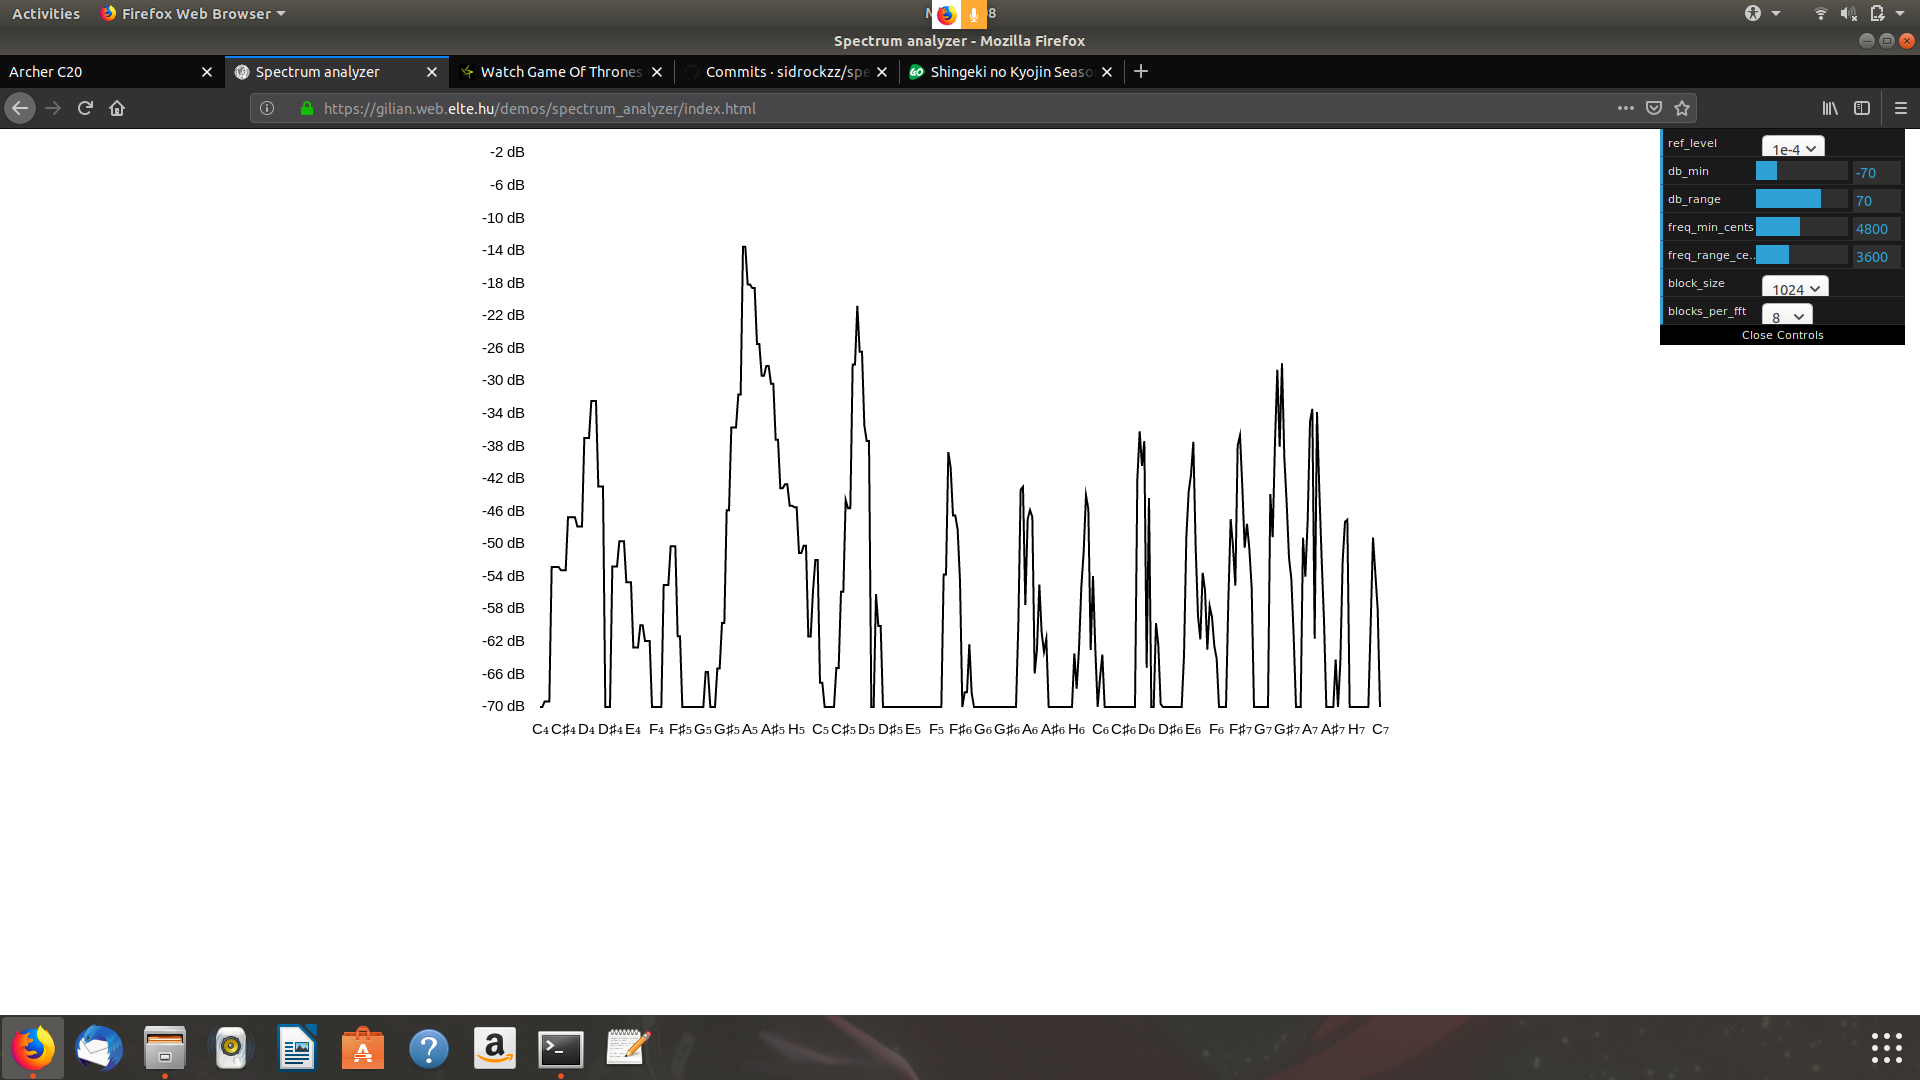 Activities Firefox Web Browser
Spectrum analyzer - Mozilla Firefox
Archer C20 Spectrum analyzer Watch Game Of Thrones Commits · sidrockzz/spe Shingeki no Kyojin Seaso
https://gilian.web.elte.hu/demos/spectrum_analyzer/index.html
ref_level 1e-4
db_min -70
db_range 70
freq_min_cents 4800
freq_range_ce.. 3600
block_size 1024
blocks_per_fft 8
Close Controls
-2 dB
-6 dB
-10 dB
-14 dB
-18 dB
-22 dB
-26 dB
-30 dB
-34 dB
-38 dB
-42 dB
-46 dB
-50 dB
-54 dB
-58 dB
-62 dB
-66 dB
-70 dB
C₄ C♯₄ D₄ D♯₄ E₄ F₄ F♯₅ G₅ G♯₅ A₅ A♯₅ H₅ C₅ C♯₅ D₅ D♯₅ E₅ F₅ F♯₆ G₆ G♯₆ A₆ A♯₆ H₆ C₆ C♯₆ D₆ D♯₆ E₆ F₆ F♯₇ G₇ G♯₇ A₇ A♯₇ H₇ C₇